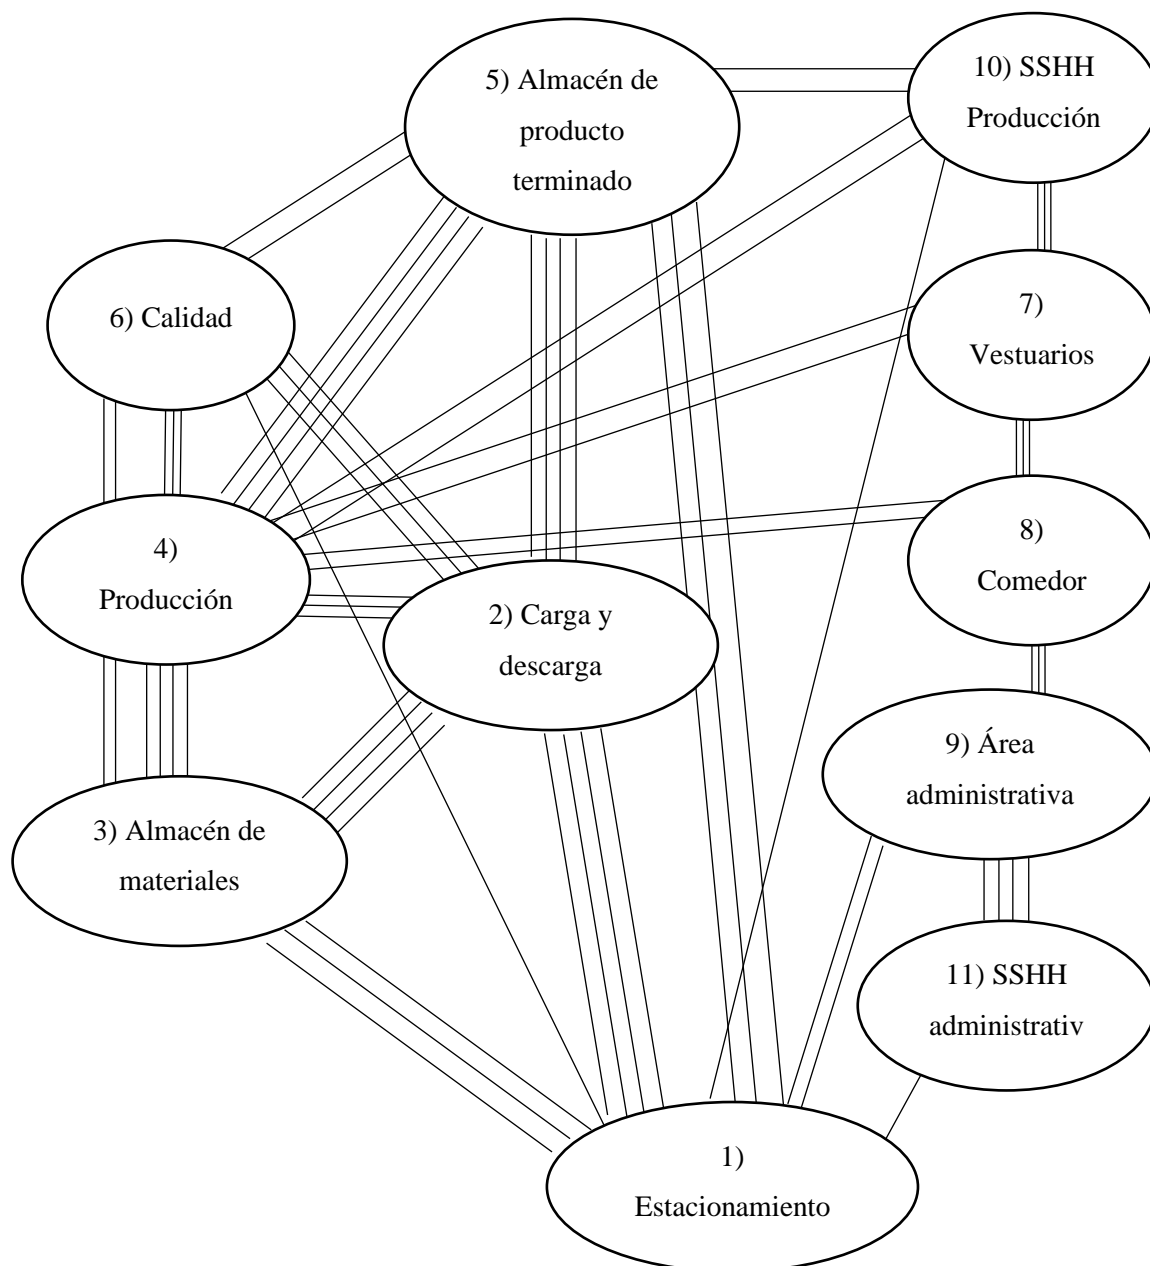 5) Almacén de
producto
terminado
10) SSHH
Producción
6) Calidad
7)
Vestuarios
4)
Producción
8)
Comedor
2) Carga y
descarga
9) Área
administrativa
3) Almacén de
materiales
11) SSHH
administrativ
1)
Estacionamiento